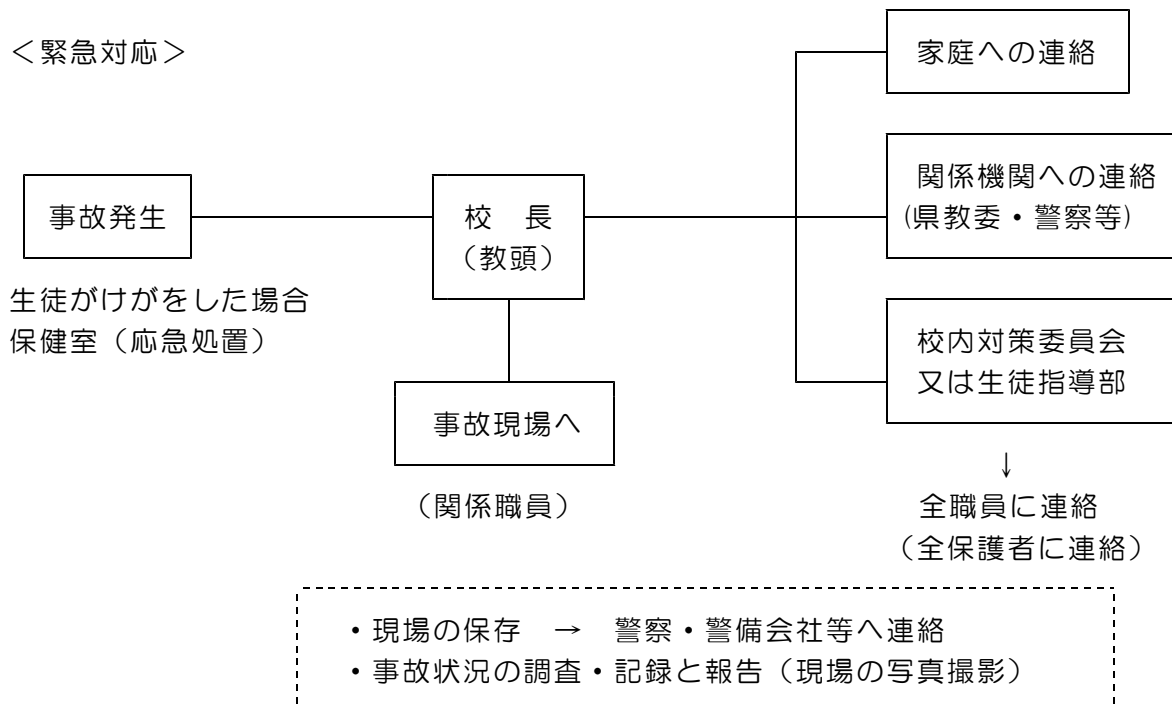 ＜緊急対応＞
家庭への連絡
関係機関への連絡
(県教委・警察等)
事故発生
校　長
（教頭）
生徒がけがをした場合
保健室（応急処置）
校内対策委員会
又は生徒指導部
事故現場へ
（関係職員）
↓
全職員に連絡
（全保護者に連絡）
・現場の保存　→　警察・警備会社等へ連絡
・事故状況の調査・記録と報告（現場の写真撮影）